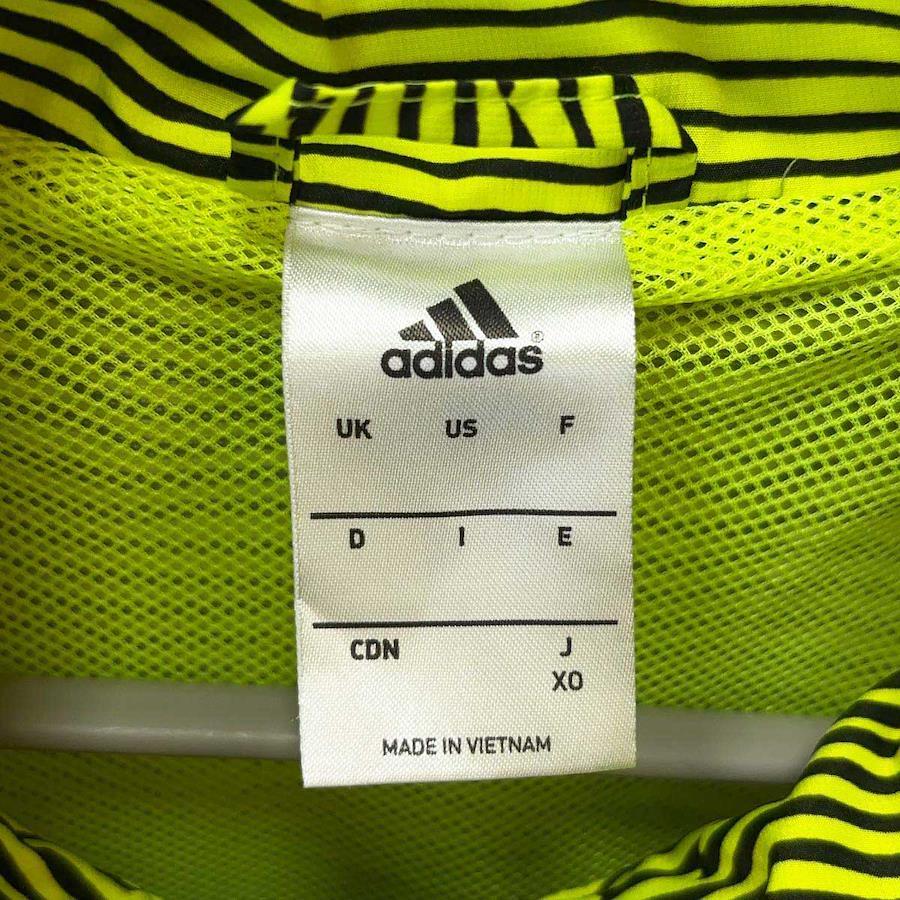 adidas®
UK US F
D I E
CDN J
XO
MADE IN VIETNAM